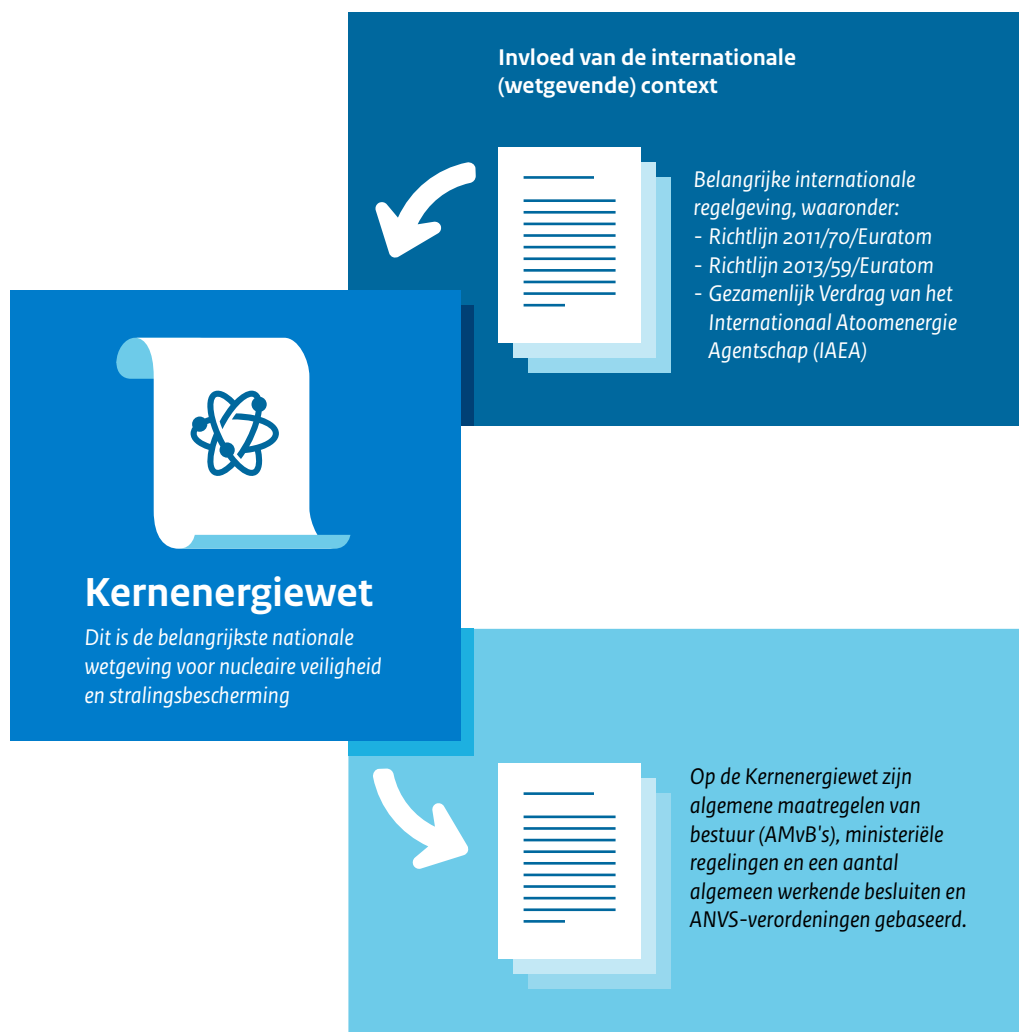 Invloed van de internationale
(wetgevende) context
Belangrijke internationale
regelgeving, waaronder:
- Richtlijn 2011/70/Euratom
- Richtlijn 2013/59/Euratom
- Gezamenlijk Verdrag van het
Internationaal Atoomenergie
Agentschap (IAEA)
Kernenergiewet
Dit is de belangrijkste nationale
wetgeving voor nucleaire veiligheid
en stralingsbescherming
Op de Kernenergiewet zijn
algemene maatregelen van
bestuur (AMvB's), ministeriële
regelingen en een aantal
algemeen werkende besluiten en
ANVS-verordeningen gebaseerd.